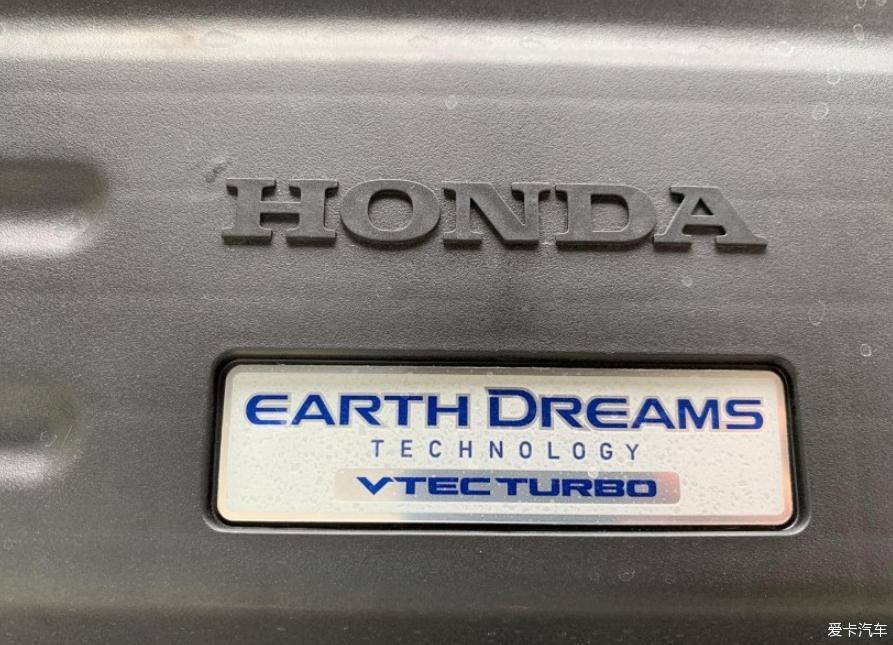 HONDA
EARTH DREAMS
TECHNOLOGY
VTEC TURBO
爱卡汽车